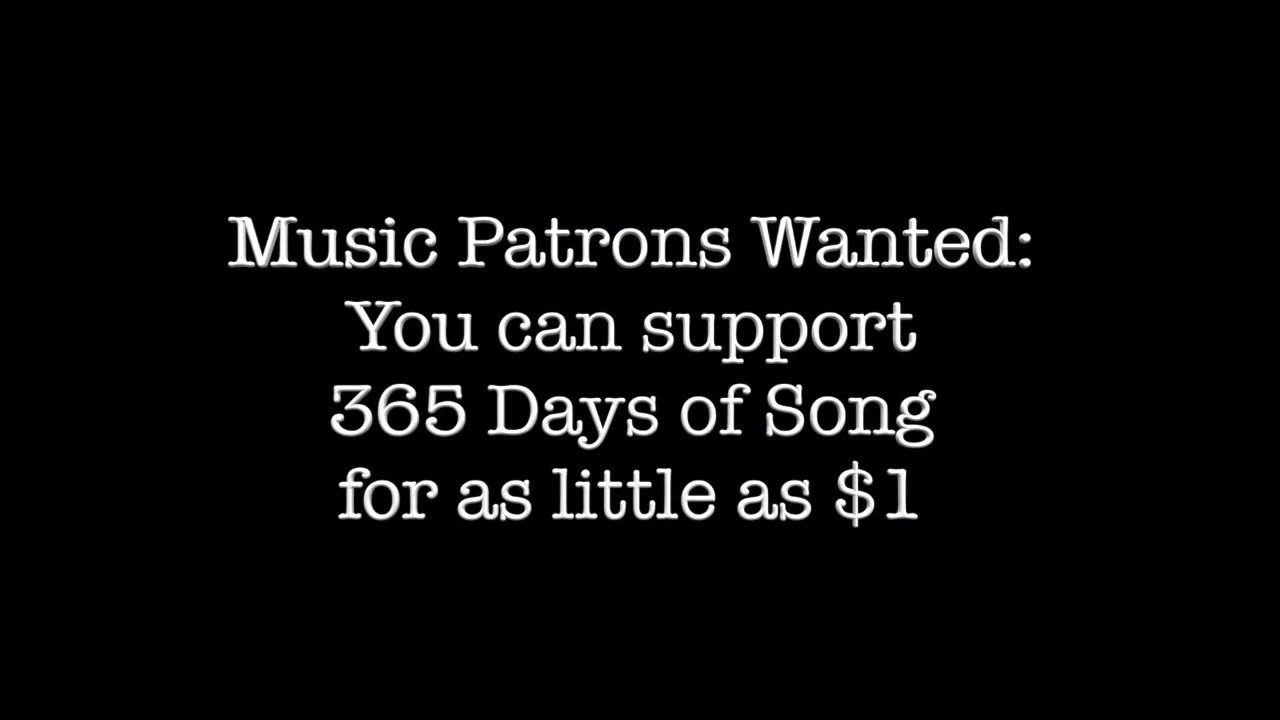 Music Patrons Wanted:
You can support
365 Days of Song
for as little as $1